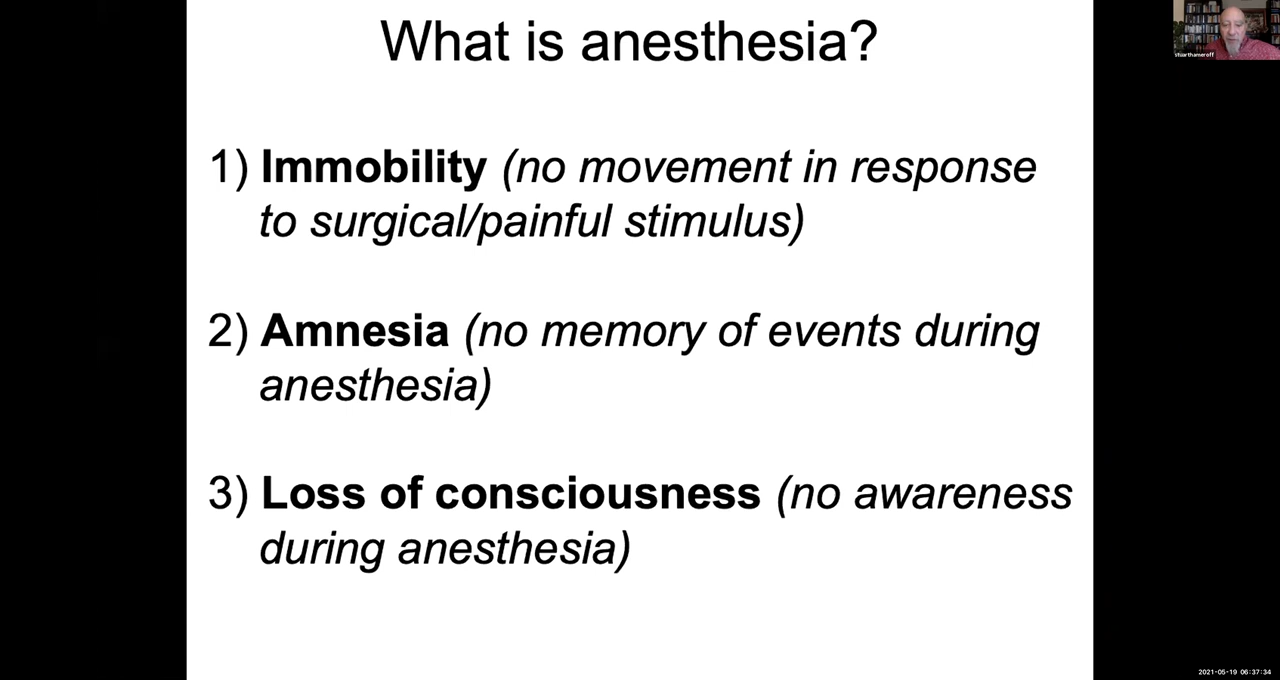 What is anesthesia?
1) Immobility (no movement in response
to surgical/painful stimulus)
2) Amnesia (no memory of events during
anesthesia)
3) Loss of consciousness (no awareness
during anesthesia)
stuarthameroff
2021-05-19 06:37:34